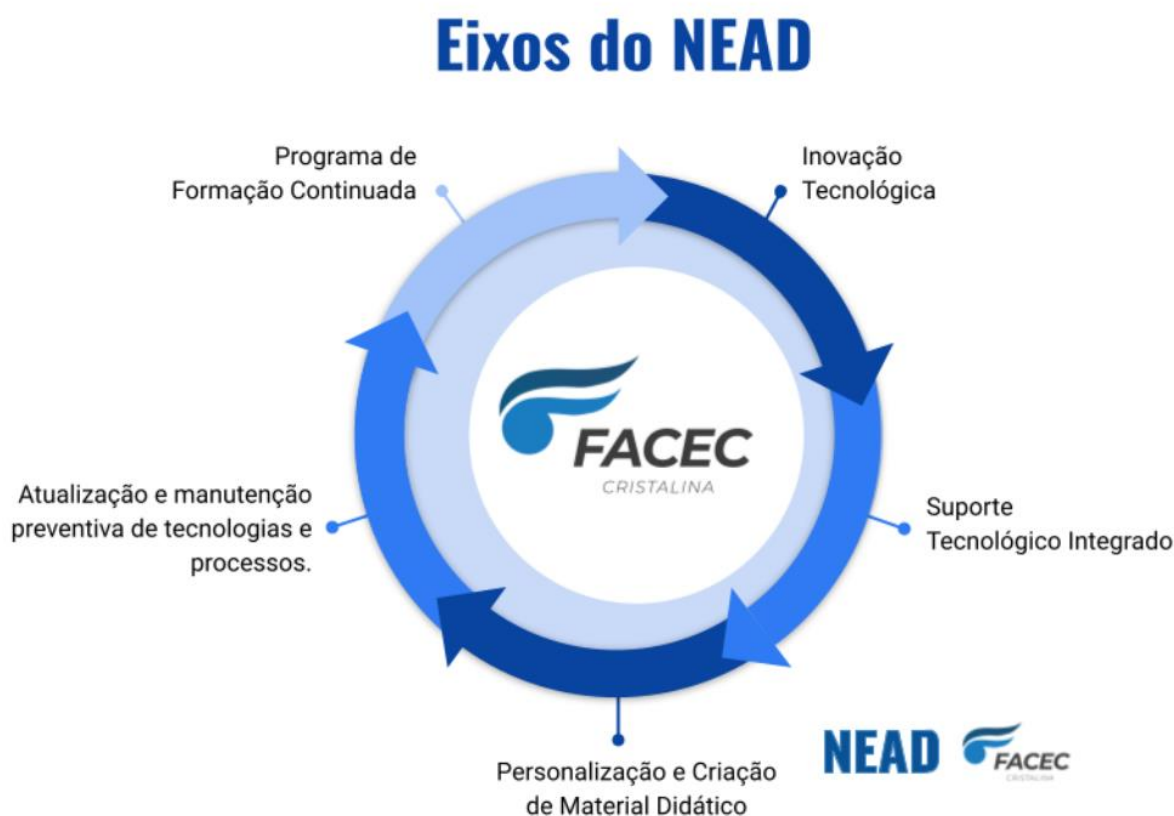 Eixos do NEAD
Programa de
Formação Continuada
Inovação
Tecnológica
FACEC
CRISTALINA
Atualização e manutenção
preventiva de tecnologias e
processos.
Suporte
Tecnológico Integrado
Personalização e Criação
de Material Didático
NEAD
FACEC
CRISTALINA